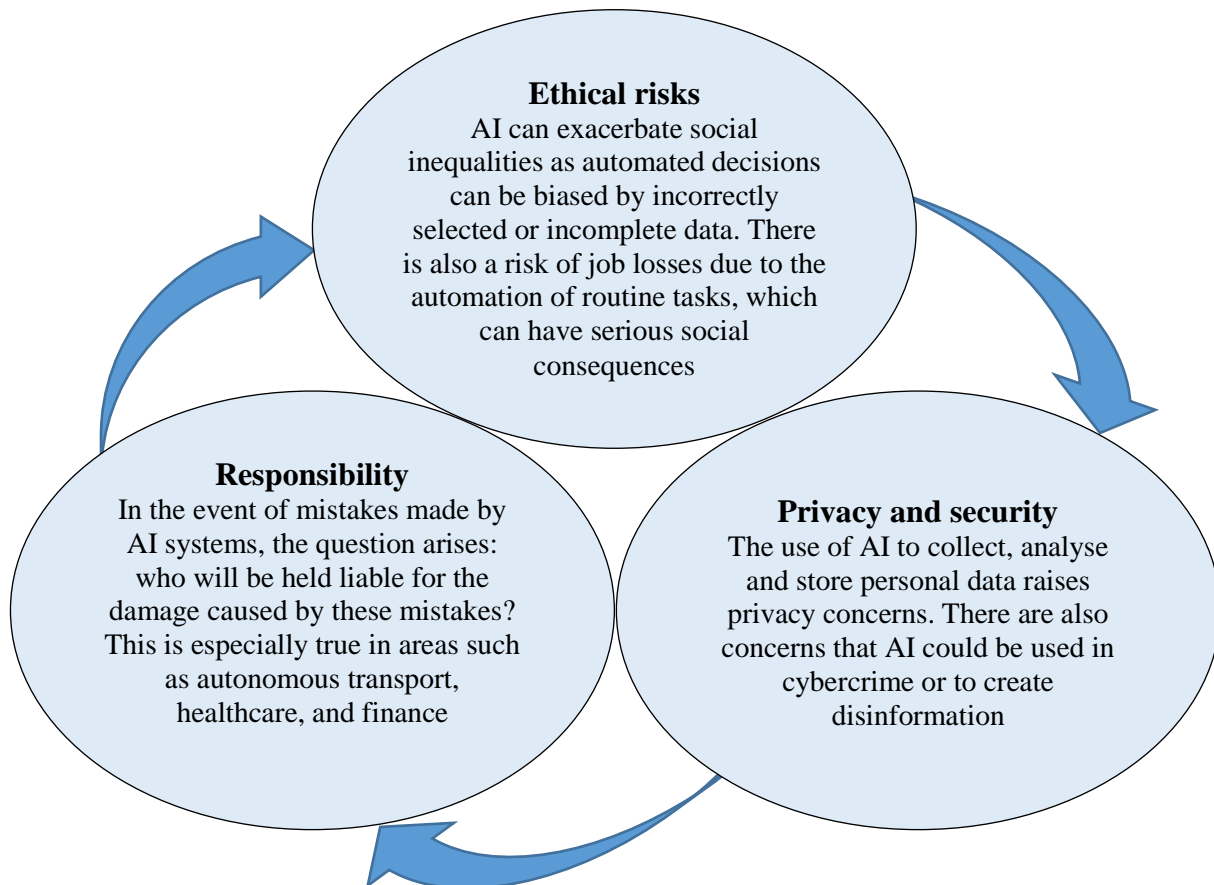 Ethical risks
AI can exacerbate social
inequalities as automated decisions
can be biased by incorrectly
selected or incomplete data. There
is also a risk of job losses due to the
automation of routine tasks, which
can have serious social
consequences
Responsibility
In the event of mistakes made by
AI systems, the question arises:
who will be held liable for the
damage caused by these mistakes?
This is especially true in areas such
as autonomous transport,
healthcare, and finance
Privacy and security
The use of AI to collect, analyse
and store personal data raises
privacy concerns. There are also
concerns that AI could be used in
cybercrime or to create
disinformation